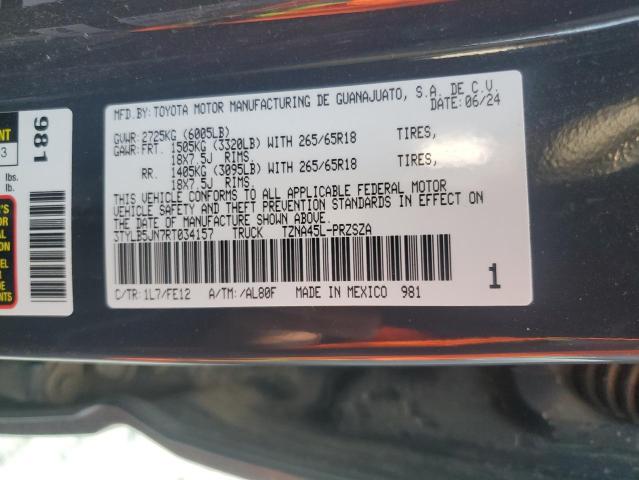 MFD.BY:TOYOTA MOTOR MANUFACTURING DE GUANAJUATO, S.A. DE C.V.
DATE: 06/24
GVWR: 2725KG (6005LB)
GAWR:FRT. 1505KG (3320LB) WITH 265/65R18 TIRES,
18X7.5J RIMS,
RR. 1405KG (3095LB) WITH 265/65R18 TIRES,
18X7.5J RIMS
THIS VEHICLE CONFORMS TO ALL APPLICABLE FEDERAL MOTOR
VEHICLE SAFETY AND THEFT PREVENTION STANDARDS IN EFFECT ON
THE DATE OF MANUFACTURE SHOWN ABOVE.
3TYLB5JN7RT034157 TRUCK TZNA45L-PRZSZA
1
C/TR:1L7/FE12 A/TM:/AL80F MADE IN MEXICO 981
981
3
lbs.
lb.